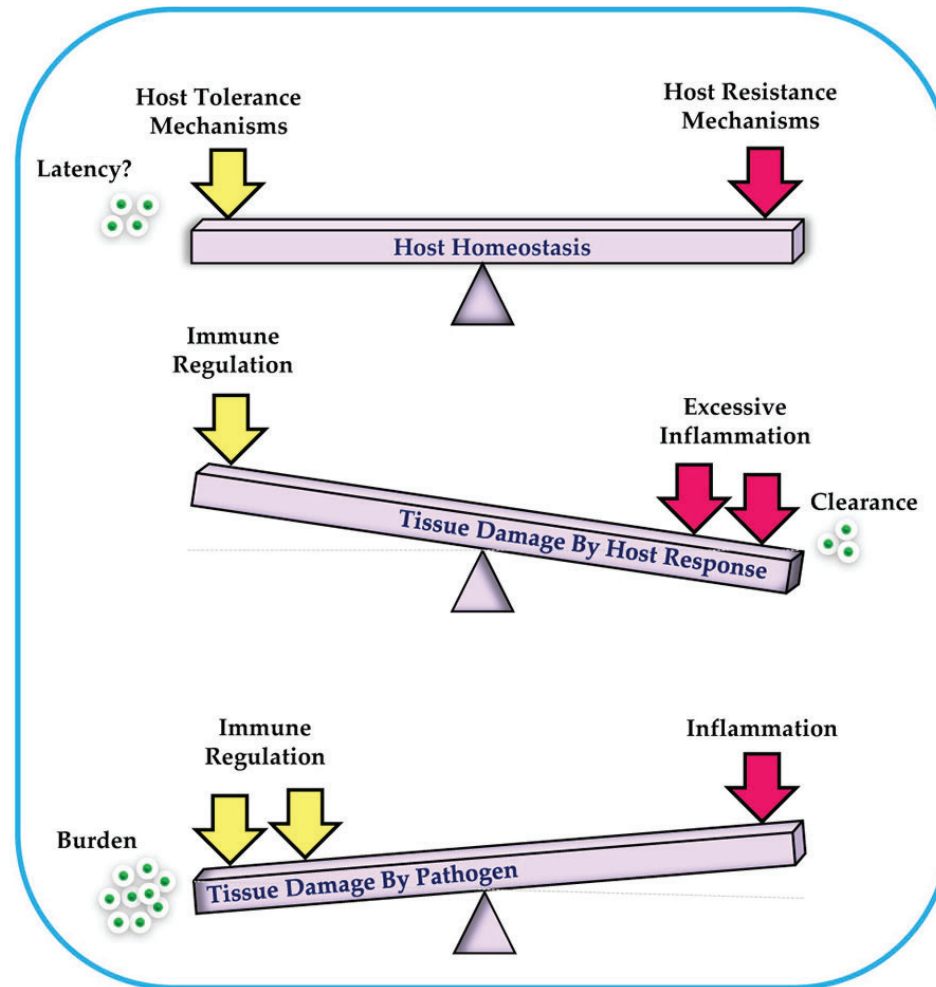 Host Tolerance
Mechanisms
Host Resistance
Mechanisms
Latency?
Host Homeostasis
Immune
Regulation
Excessive
Inflammation
Clearance
Tissue Damage By Host Response
Immune
Regulation
Inflammation
Burden
Tissue Damage By Pathogen